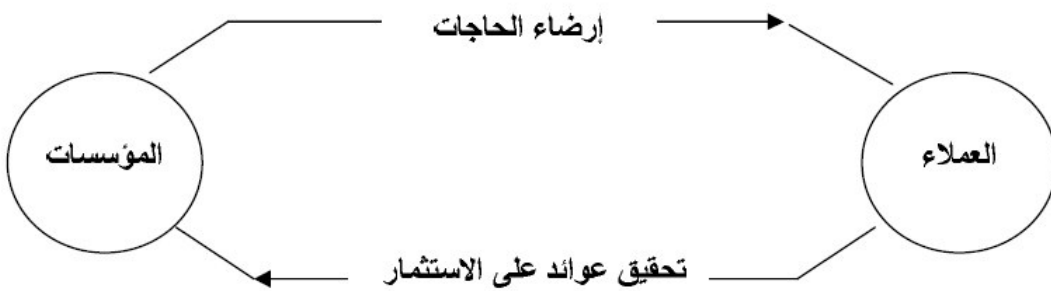 إرضاء الحاجات
العملاء
المؤسسات
تحقيق عوائد على الاستثمار